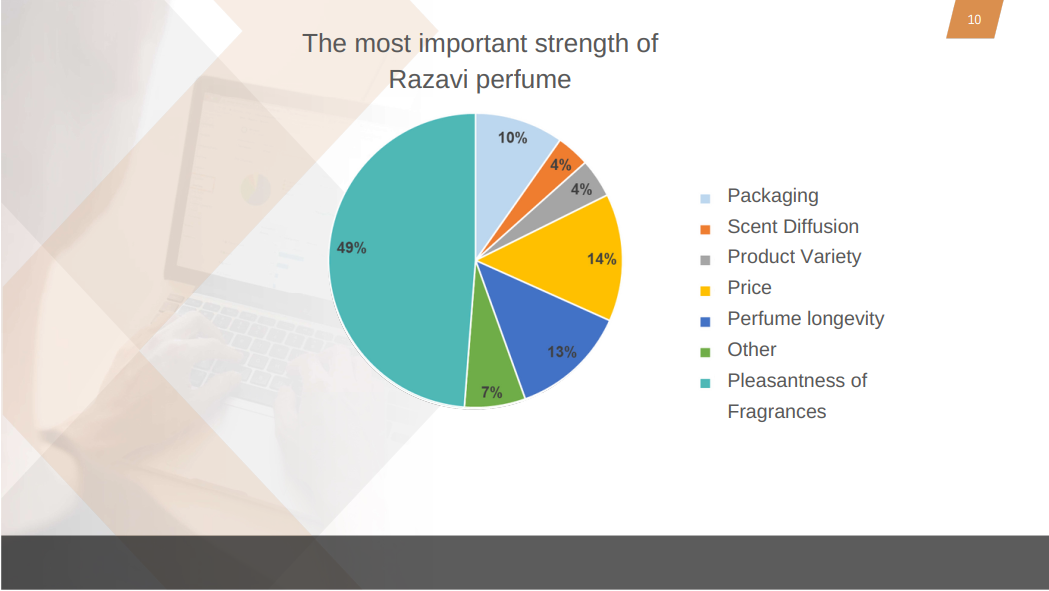 10
The most important strength of
Razavi perfume
10%
4%
4%
14%
13%
7%
49%
Packaging
Scent Diffusion
Product Variety
Price
Perfume longevity
Other
Pleasantness of
Fragrances